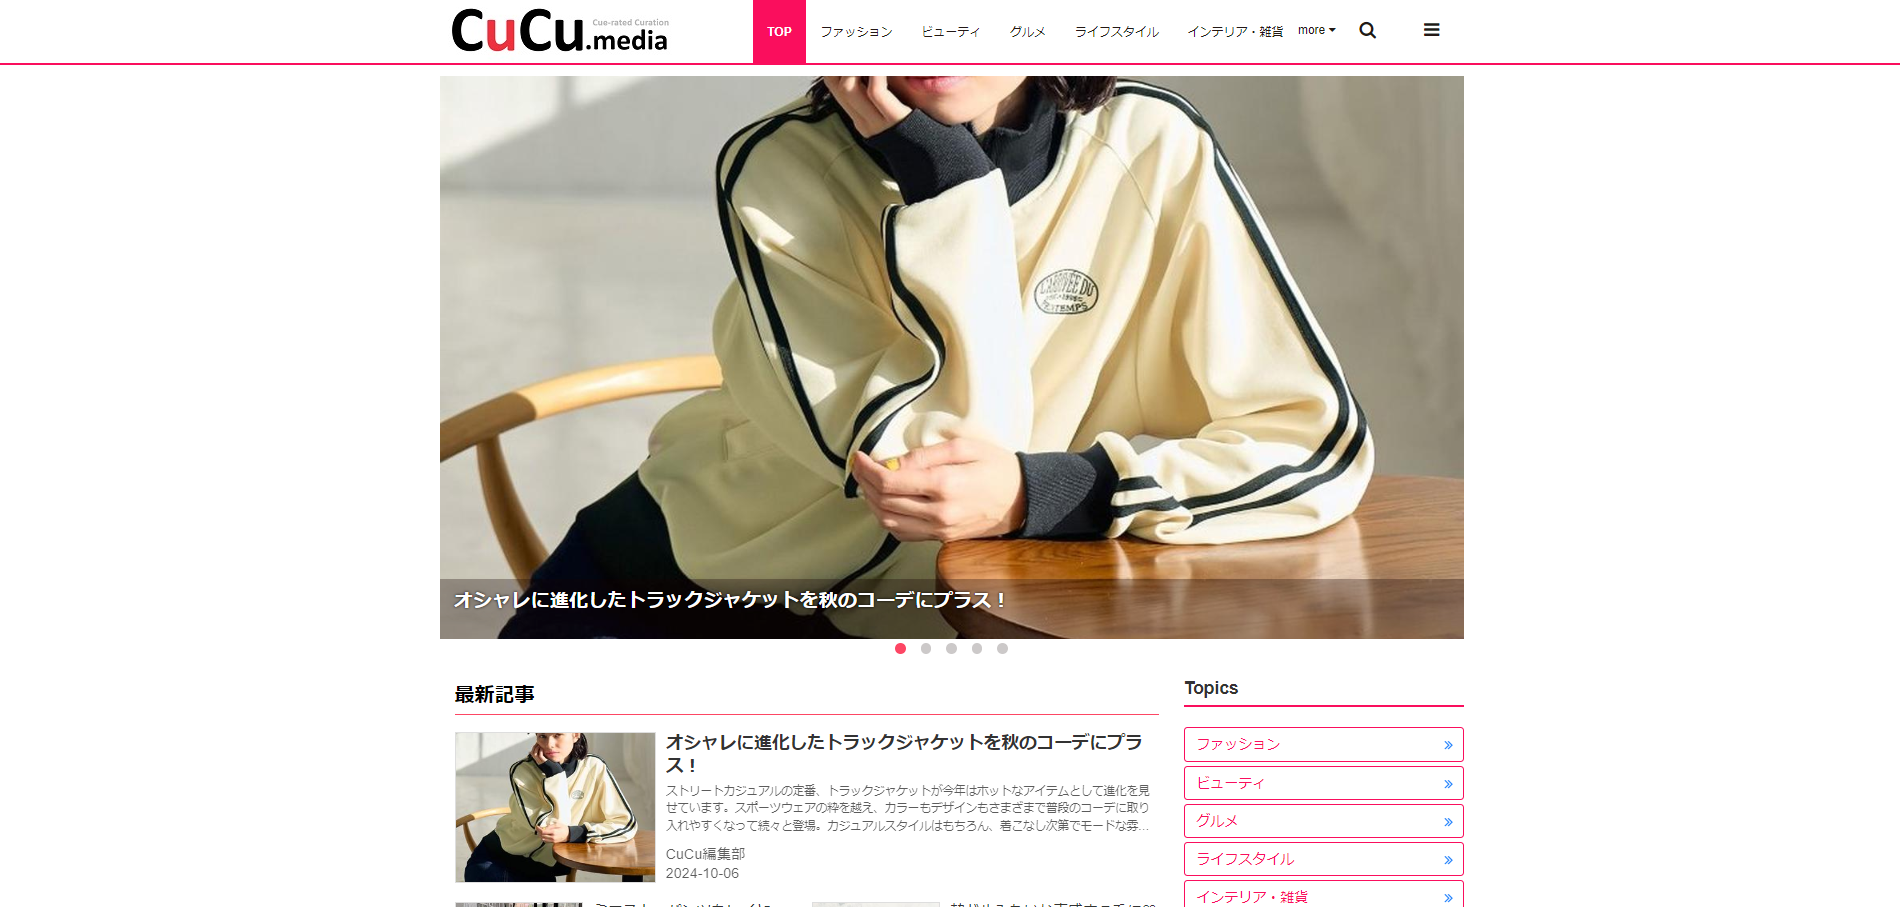 CuCu.media
Cue-rated Curation
TOP
ファッション
ビューティ
グルメ
ライフスタイル
インテリア・雑貨
more
オシャレに進化したトラックジャケットを秋のコーデにプラス！
最新記事
オシャレに進化したトラックジャケットを秋のコーデにプラ
ス！
ストリートカジュアルの定番、トラックジャケットが今年はホットなアイテムとして進化を見
せています。スポーツウェアの枠を越え、カラーもデザインもさまざまで普段のコーデに取り
入れやすくなって続々と登場。カジュアルスタイルはもちろん、着こなし次第でモードな雰...
CuCu編集部
2024-10-06
Topics
ファッション
ビューティ
グルメ
ライフスタイル
インテリア・雑貨